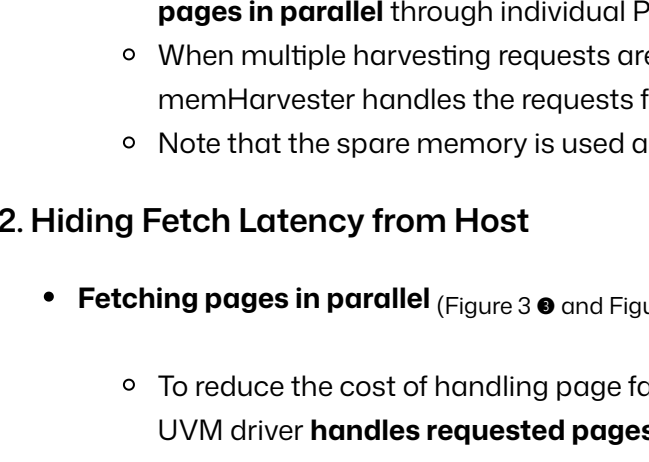 pages in parallel through individual P
When multiple harvesting requests are
memHarvester handles the requests f
Note that the spare memory is used a
2. Hiding Fetch Latency from Host
Fetching pages in parallel (Figure 3 ❸ and Figu
To reduce the cost of handling page fa
UVM driver handles requested pages